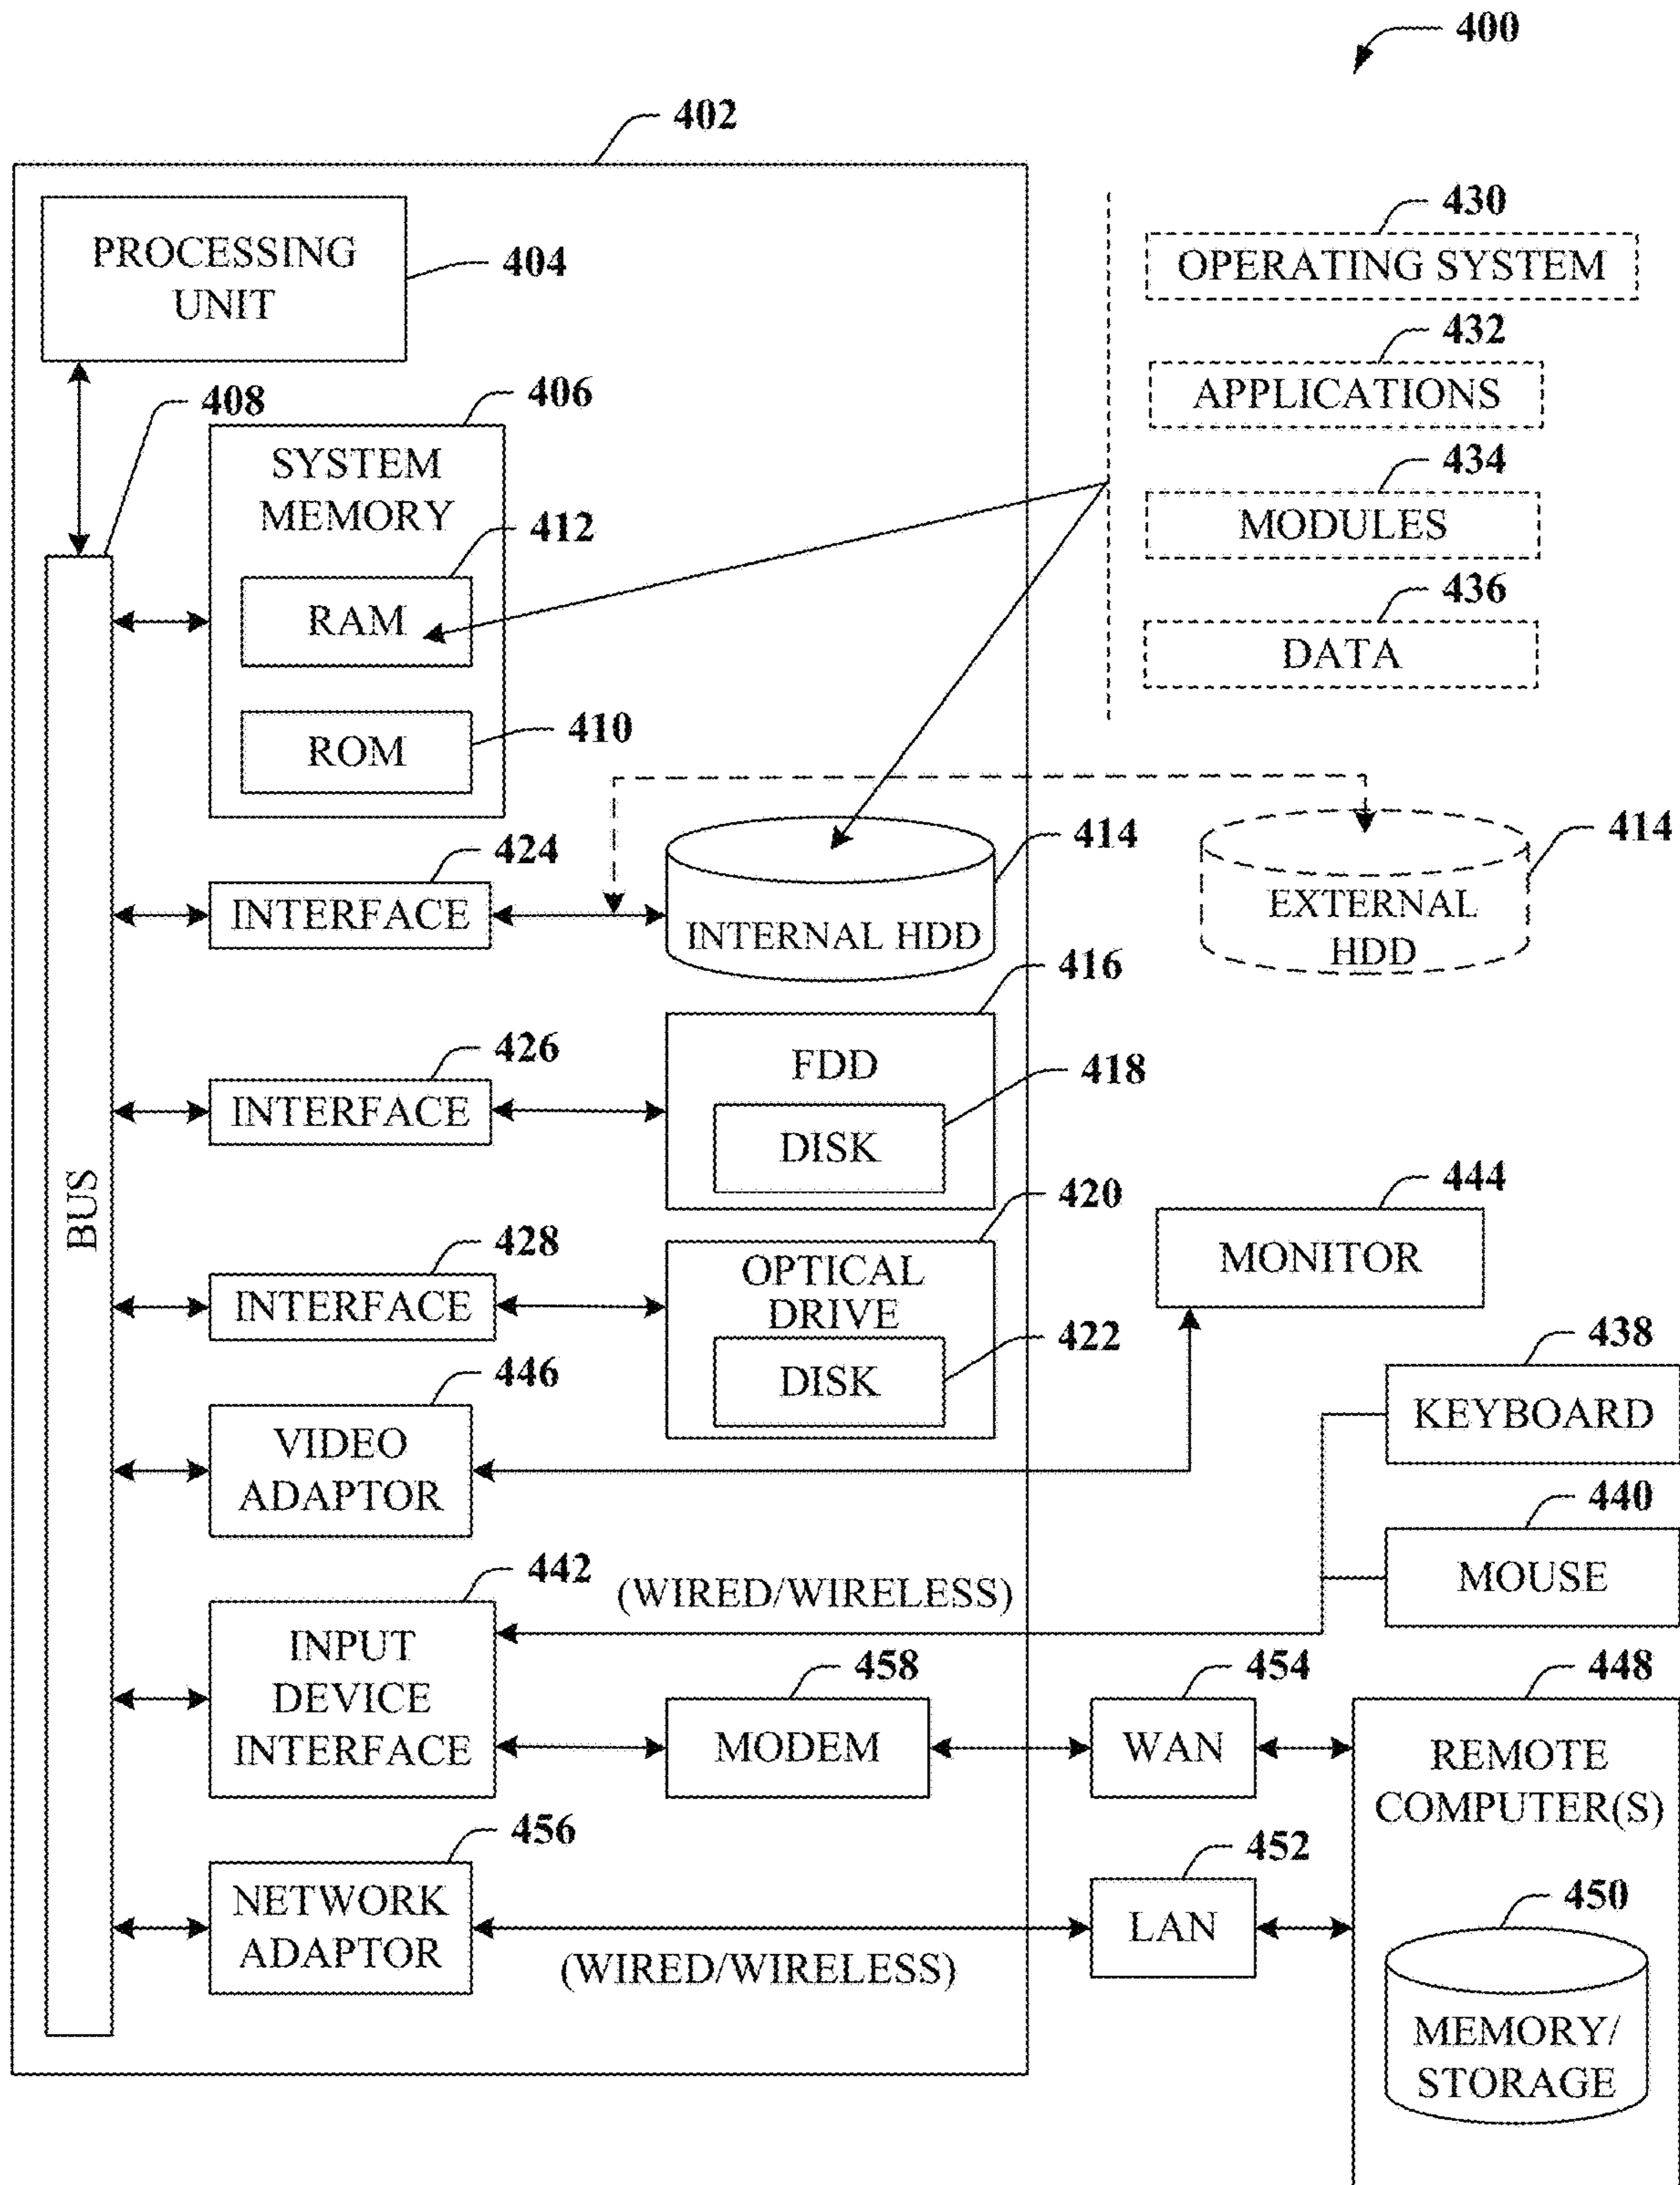 400
402
PROCESSING
UNIT
404
430
OPERATING SYSTEM
432
APPLICATIONS
434
MODULES
436
DATA
408
406
SYSTEM
MEMORY
412
RAM
410
ROM
424
INTERFACE
414
INTERNAL HDD
414
EXTERNAL
HDD
416
FDD
418
DISK
426
INTERFACE
BUS
420
OPTICAL
DRIVE
422
DISK
428
INTERFACE
444
MONITOR
438
KEYBOARD
446
VIDEO
ADAPTOR
440
MOUSE
442
(WIRED/WIRELESS)
INPUT
DEVICE
INTERFACE
458
MODEM
454
WAN
448
REMOTE
COMPUTER(S)
456
NETWORK
ADAPTOR
(WIRED/WIRELESS)
452
LAN
450
MEMORY/
STORAGE